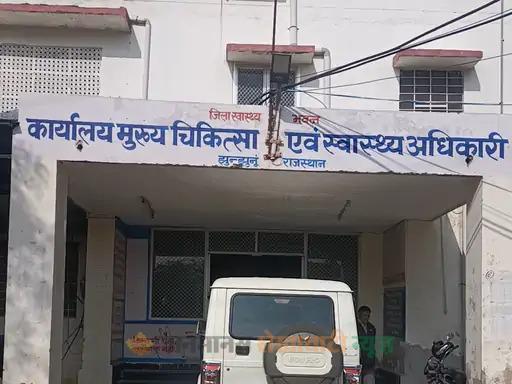 जिला स्वास्थ्य भवन
कार्यालय मुख्य चिकित्सा एवं स्वास्थ्य अधिकारी
झुन्झुनूं राजस्थान